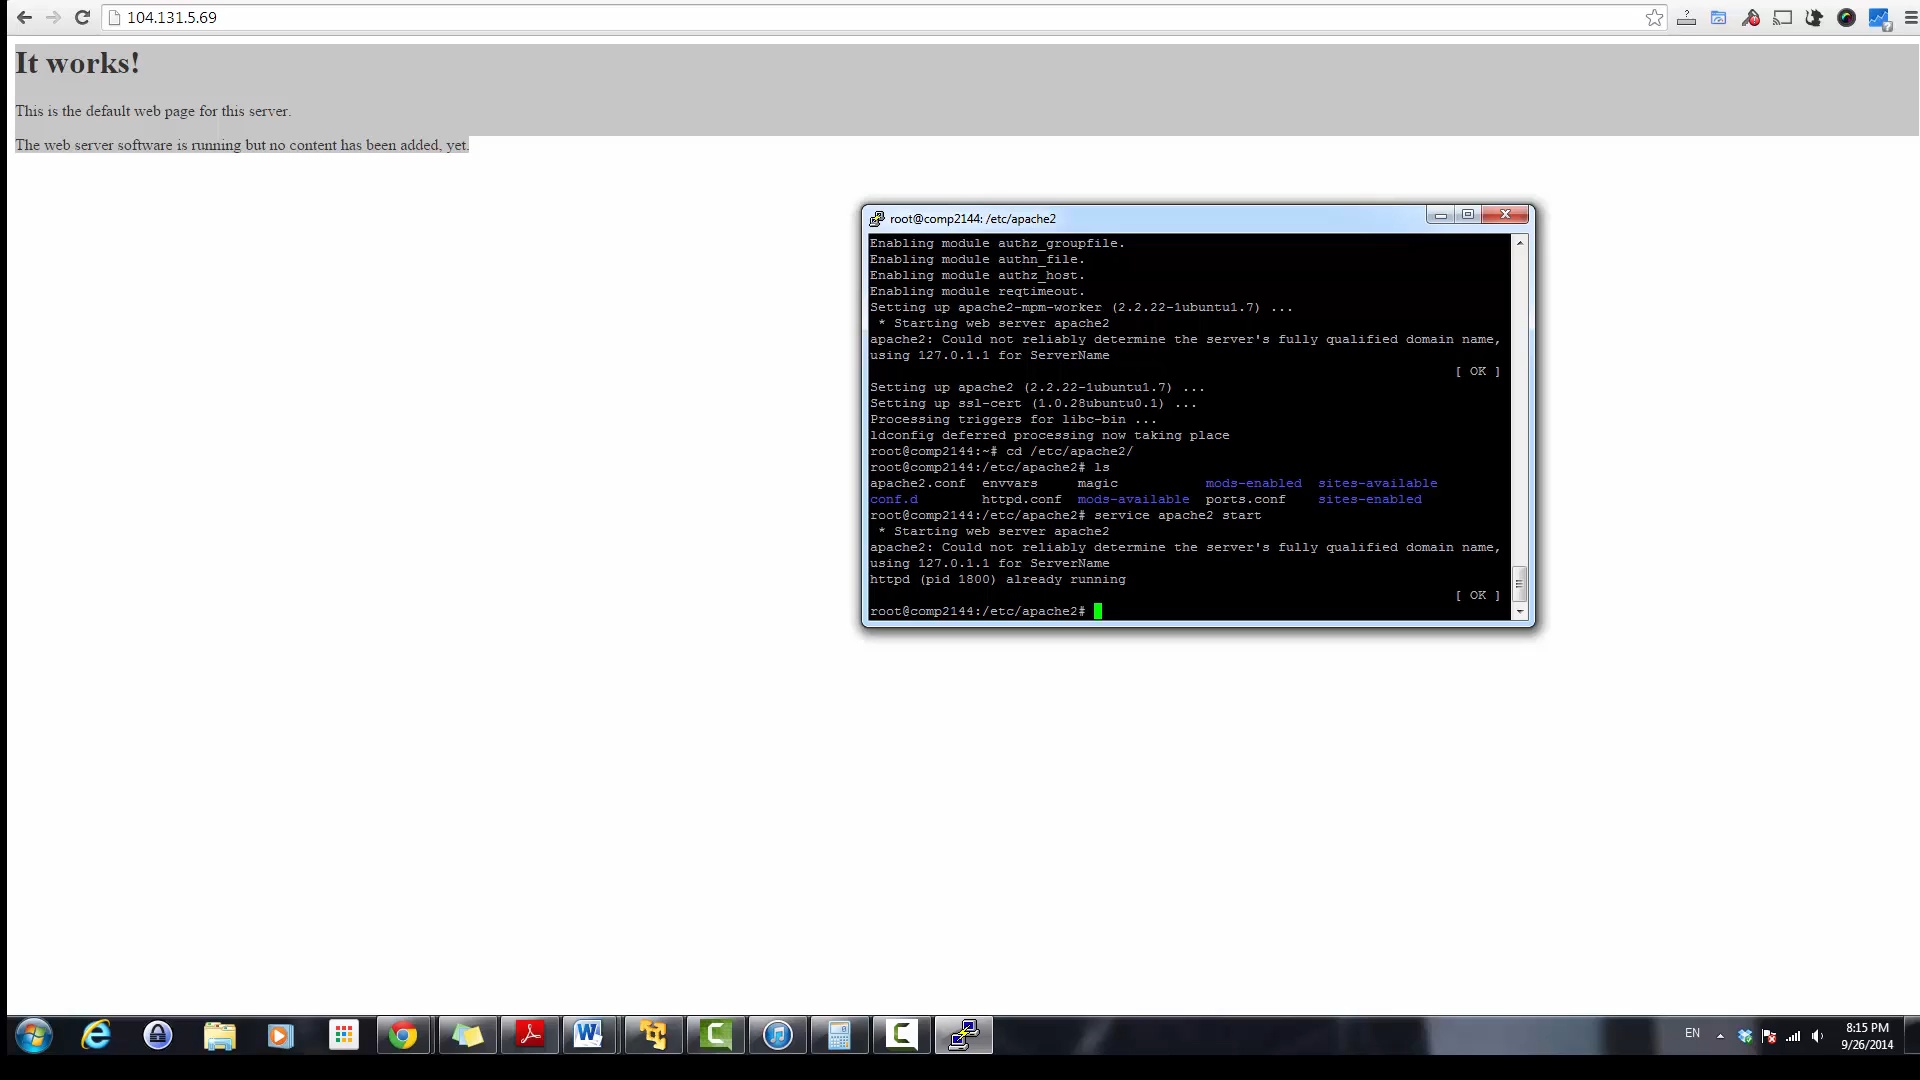 104.131.5.69
It works!
This is the default web page for this server.
The web server software is running but no content has been added, yet.
root@comp2144: /etc/apache2
Enabling module authz_groupfile.
Enabling module authn_file.
Enabling module authz_host.
Enabling module reqtimeout.
Setting up apache2-mpm-worker (2.2.22-1ubuntu1.7) ...
 * Starting web server apache2
apache2: Could not reliably determine the server's fully qualified domain name,
using 127.0.1.1 for ServerName
[ OK ]
Setting up apache2 (2.2.22-1ubuntu1.7) ...
Setting up ssl-cert (1.0.28ubuntu0.1) ...
Processing triggers for libc-bin ...
ldconfig deferred processing now taking place
root@comp2144:~# cd /etc/apache2/
root@comp2144:/etc/apache2# ls
apache2.conf envvars magic mods-enabled sites-available
conf.d httpd.conf mods-available ports.conf sites-enabled
root@comp2144:/etc/apache2# service apache2 start
 * Starting web server apache2
apache2: Could not reliably determine the server's fully qualified domain name,
using 127.0.1.1 for ServerName
httpd (pid 1800) already running
[ OK ]
root@comp2144:/etc/apache2#
EN
8:15 PM
9/26/2014